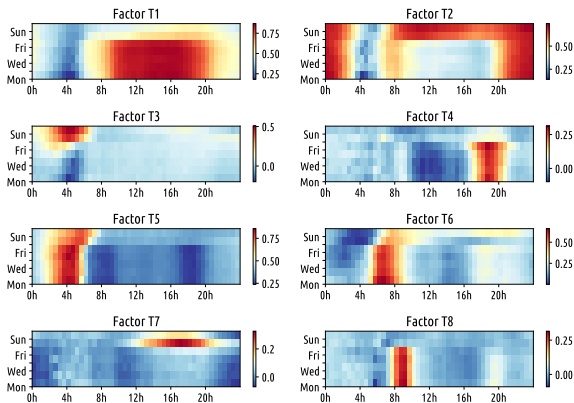 Factor T1
Sun
Fri
Wed
Mon
0h 4h 8h 12h 16h 20h
0.75
0.50
0.25
Factor T2
Sun
Fri
Wed
Mon
0h 4h 8h 12h 16h 20h
0.50
0.25
Factor T3
Sun
Fri
Wed
Mon
0h 4h 8h 12h 16h 20h
0.5
0.0
Factor T4
Sun
Fri
Wed
Mon
0h 4h 8h 12h 16h 20h
0.25
0.00
Factor T5
Sun
Fri
Wed
Mon
0h 4h 8h 12h 16h 20h
0.75
0.50
0.25
Factor T6
Sun
Fri
Wed
Mon
0h 4h 8h 12h 16h 20h
0.50
0.25
Factor T7
Sun
Fri
Wed
Mon
0h 4h 8h 12h 16h 20h
0.2
0.0
Factor T8
Sun
Fri
Wed
Mon
0h 4h 8h 12h 16h 20h
0.25
0.00